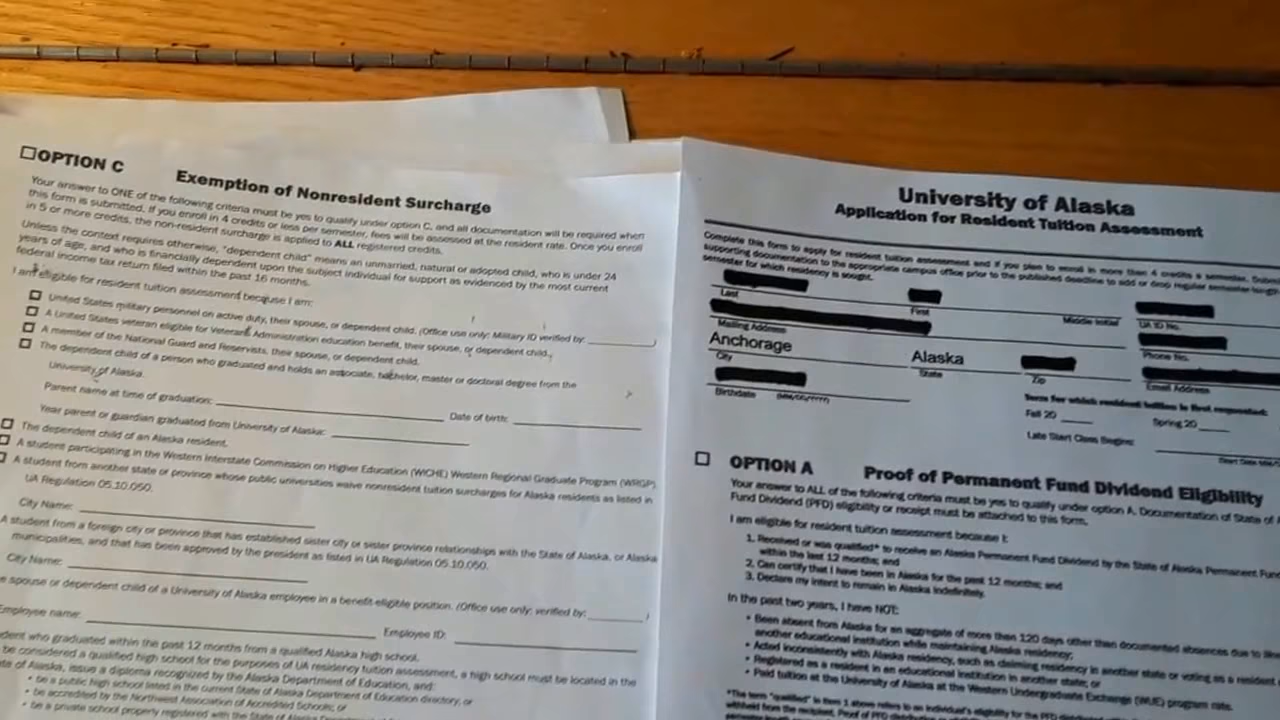 OPTION C Exemption of Nonresident Surcharge
Your answer to ONE of the following criteria must be yes to qualify under option C, and all documentation will be required when
this form is submitted. If you enroll in 4 credits or less per semester, fees will be assessed at the resident rate. Once you enroll
in 5 or more credits, the non-resident surcharge is applied to ALL registered credits.
Unless the context requires otherwise, "dependent child" means an unmarried, natural or adopted child, who is under 24
years of age, and who is financially dependent upon the subject individual for support as evidenced by the most current
federal income tax return filed within the past 16 months.
I am eligible for resident tuition assessment because I am:
United States military personnel on active duty, their spouse, or dependent child. (Office use only: Military ID verified by: )
A United States veteran eligible for Veterans Administration education benefit, their spouse, or dependent child.
A member of the National Guard and Reservists, their spouse, or dependent child.
The dependent child of a person who graduated and holds an associate, bachelor, master or doctoral degree from the
University of Alaska.
Parent name at time of graduation: Date of birth:
Year parent or guardian graduated from University of Alaska:
The dependent child of an Alaska resident.
A student participating in the Western Interstate Commission on Higher Education (WICHE) Western Regional Graduate Program (WRGP).
A student from another state or province whose public universities waive nonresident tuition surcharges for Alaska residents as listed in
UA Regulation 05.10.050.
City Name:
A student from a foreign city or province that has established sister city or sister province relationships with the State of Alaska, or Alaska
municipalities, and that has been approved by the president as listed in UA Regulation 05.10.050.
City Name:
e spouse or dependent child of a University of Alaska employee in a benefit eligible position. (Office use only: verified by: )
Employee name: Employee ID:
dent who graduated within the past 12 months from a qualified Alaska high school.
be considered a qualified high school for the purposes of UA residency tuition assessment, a high school must be located in the
te of Alaska, issue a diploma recognized by the Alaska Department of Education, and:
• be a public high school listed in the current State of Alaska Department of Education directory, or
• be accredited by the Northwest Association of Accredited Schools; or
• be a private school properly registered with the State of Alaska
University of Alaska
Application for Resident Tuition Assessment
Complete this form to apply for resident tuition assessment and if you plan to enroll in more than 4 credits a semester.
supporting documentation to the appropriate campus office prior to the published deadline to add or drop regular semester-length
semester for which residency is sought.
Last First Middle Initial UA ID No.
Mailing Address Phone No.
Anchorage Alaska
City State Zip Email Address
Birthdate
Term for which resident tuition is first requested:
Fall 20 Spring 20
Late Start Class Begins:
OPTION A Proof of Permanent Fund Dividend Eligibility
Your answer to ALL of the following criteria must be yes to qualify under option A. Documentation of State of
Fund Dividend (PFD) eligibility or receipt must be attached to this form.
I am eligible for resident tuition assessment because I:
1. Received or was qualified* to receive an Alaska Permanent Fund Dividend by the State of Alaska Permanent Fund
within the last 12 months; and
2. Can certify that I have been in Alaska for the past 12 months; and
3. Declare my intent to remain in Alaska indefinitely.
In the past two years, I have NOT:
• Been absent from Alaska for an aggregate of more than 120 days other than documented absences due to
another educational institution while maintaining Alaska residency;
• Acted inconsistently with Alaska residency, such as claiming residency in another state or voting as a resident
• Registered as a resident in an educational institution in another state; or
• Paid tuition at the University of Alaska at the Western Undergraduate Exchange (WUE) program rate.
*The term "qualified" in item 1 above refers to an individual's eligibility for the
withheld from the recipient. Proof of PFD